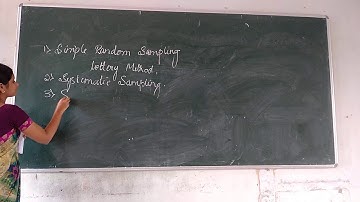 1) Simple Random Sampling
Lottery Method.
2) Systematic Sampling.
3) S